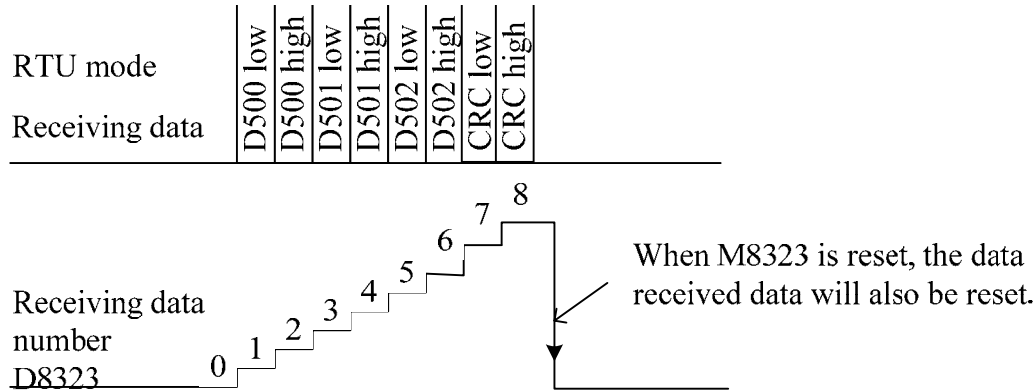 RTU mode
Receiving data
D500 low
D500 high
D501 low
D501 high
D502 low
D502 high
CRC low
CRC high
Receiving data
number
D8323
0
1
2
3
4
5
6
7
8
When M8323 is reset, the data
received data will also be reset.